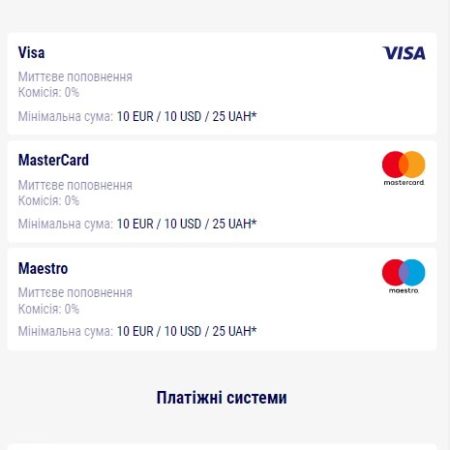 Visa
VISA
Миттєве поповнення
Комісія: 0%
Мінімальна сума: 10 EUR / 10 USD / 25 UAH*
MasterCard
mastercard.
Миттєве поповнення
Комісія: 0%
Мінімальна сума: 10 EUR / 10 USD / 25 UAH*
Maestro
maestro.
Миттєве поповнення
Комісія: 0%
Мінімальна сума: 10 EUR / 10 USD / 25 UAH*
Платіжні системи